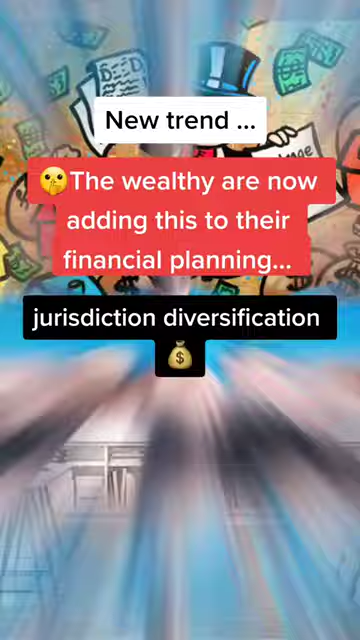 New trend ...
🤫The wealthy are now
adding this to their
financial planning...
jurisdiction diversification
💰